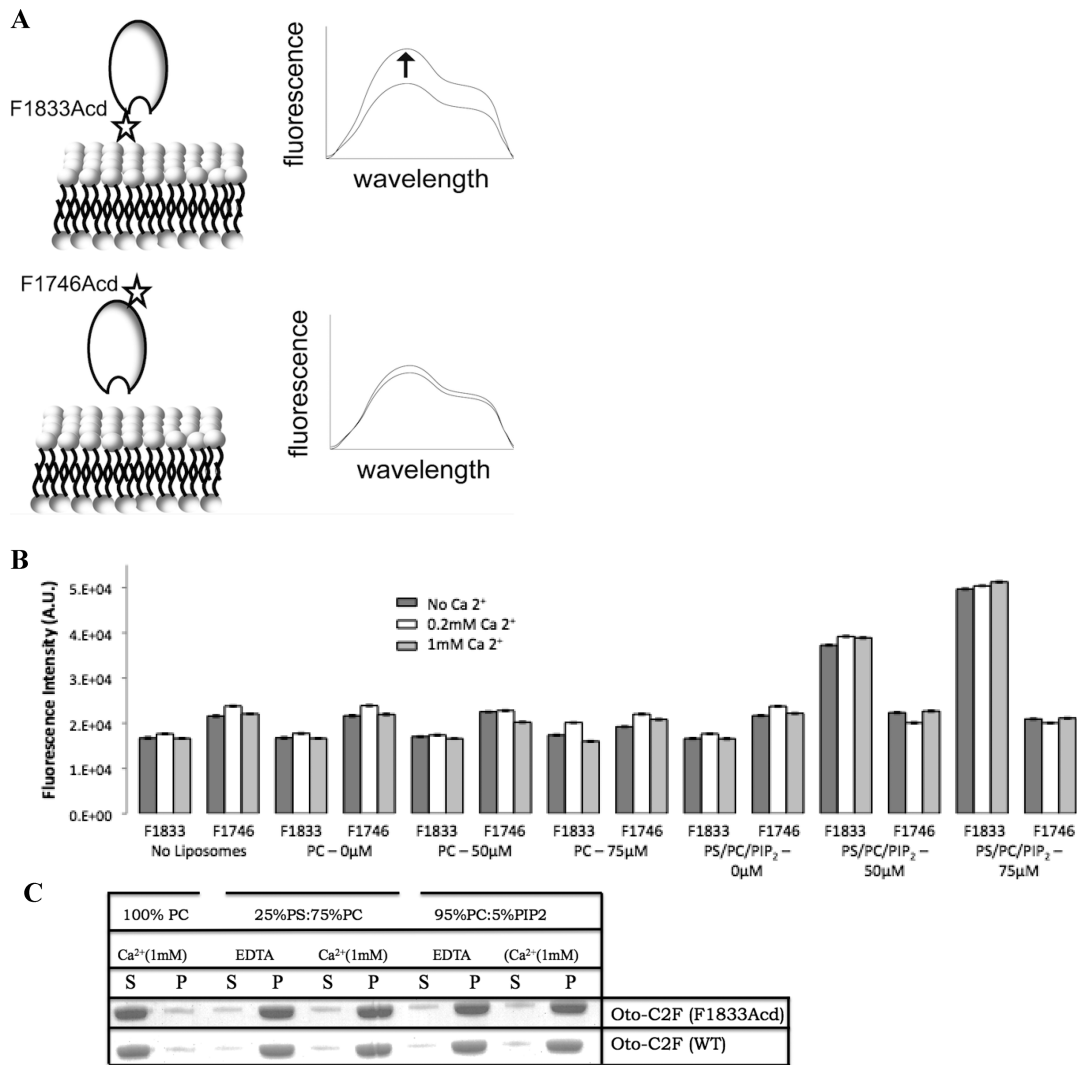 A
F1833Acd
fluorescence
wavelength
F1746Acd
fluorescence
wavelength
B
Fluorescence Intensity (A.U.)
5.E+04
4.E+04
3.E+04
2.E+04
1.E+04
0.E+00
No Ca 2+
0.2mM Ca 2+
1mM Ca 2+
F1833 F1746 F1833 F1746 F1833 F1746 F1833 F1746 F1833 F1746 F1833 F1746 F1833 F1746
No Liposomes PC – 0µM PC – 50µM PC – 75µM PS/PC/PIP2 – 0µM PS/PC/PIP2 – 50µM PS/PC/PIP2 – 75µM
C
100% PC 25%PS:75%PC 95%PC:5%PIP2
Ca2+(1mM) EDTA Ca2+(1mM) EDTA (Ca2+(1mM)
S P S P S P S P S P
Oto-C2F (F1833Acd)
Oto-C2F (WT)